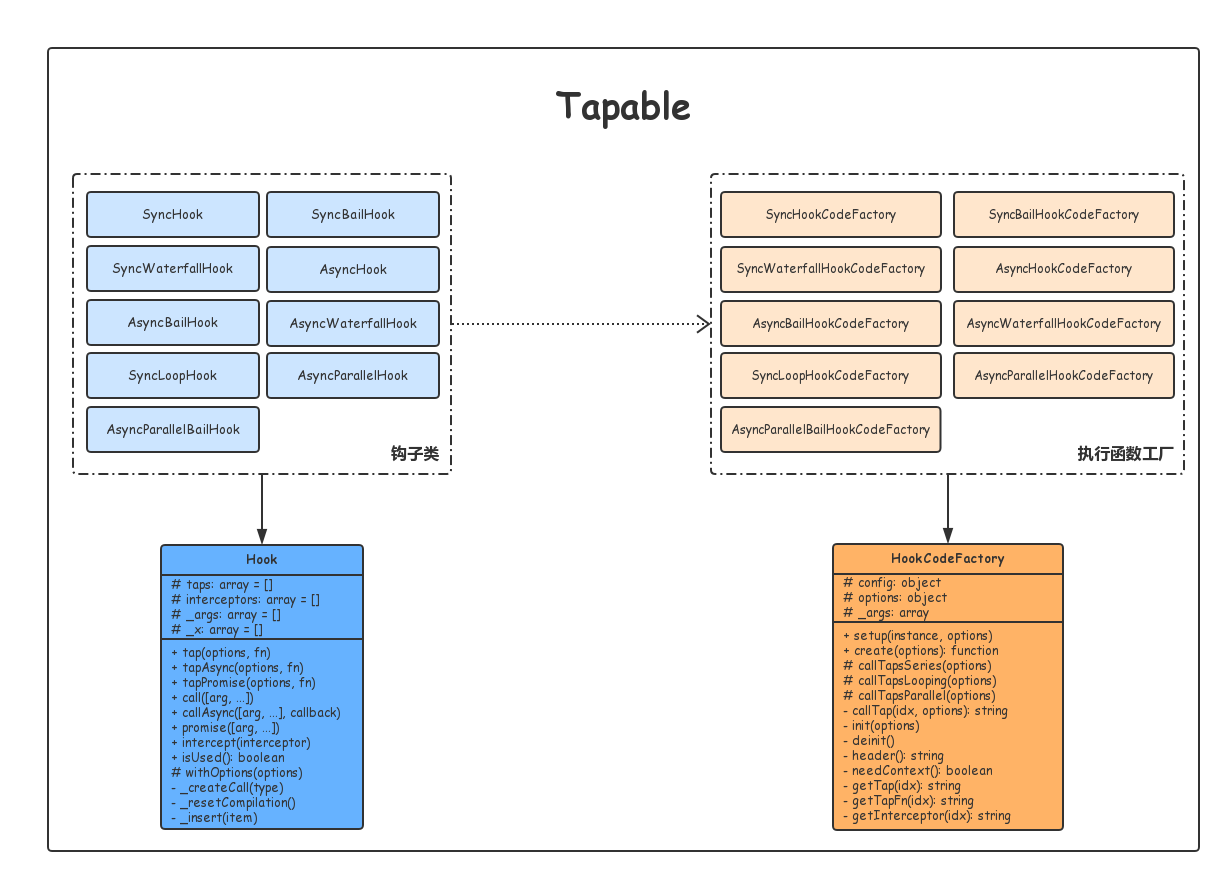 Tapable
SyncHook
SyncBailHook
SyncWaterfallHook
AsyncHook
AsyncBailHook
AsyncWaterfallHook
SyncLoopHook
AsyncParallelHook
AsyncParallelBailHook
钩子类
SyncHookCodeFactory
SyncBailHookCodeFactory
SyncWaterfallHookCodeFactory
AsyncHookCodeFactory
AsyncBailHookCodeFactory
AsyncWaterfallHookCodeFactory
SyncLoopHookCodeFactory
AsyncParallelHookCodeFactory
AsyncParallelBailHookCodeFactory
执行函数工厂
Hook
# taps: array = []
# interceptors: array = []
# _args: array = []
# _x: array = []
+ tap(options, fn)
+ tapAsync(options, fn)
+ tapPromise(options, fn)
+ call([arg, ...])
+ callAsync([arg, ...], callback)
+ promise([arg, ...])
+ intercept(interceptor)
+ isUsed(): boolean
# withOptions(options)
- _createCall(type)
- _resetCompilation()
- _insert(item)
HookCodeFactory
# config: object
# options: object
# _args: array
+ setup(instance, options)
+ create(options): function
# callTapsSeries(options)
# callTapsLooping(options)
# callTapsParallel(options)
- callTap(idx, options): string
- init(options)
- deinit()
- header(): string
- needContext(): boolean
- getTap(idx): string
- getTapFn(idx): string
- getInterceptor(idx): string